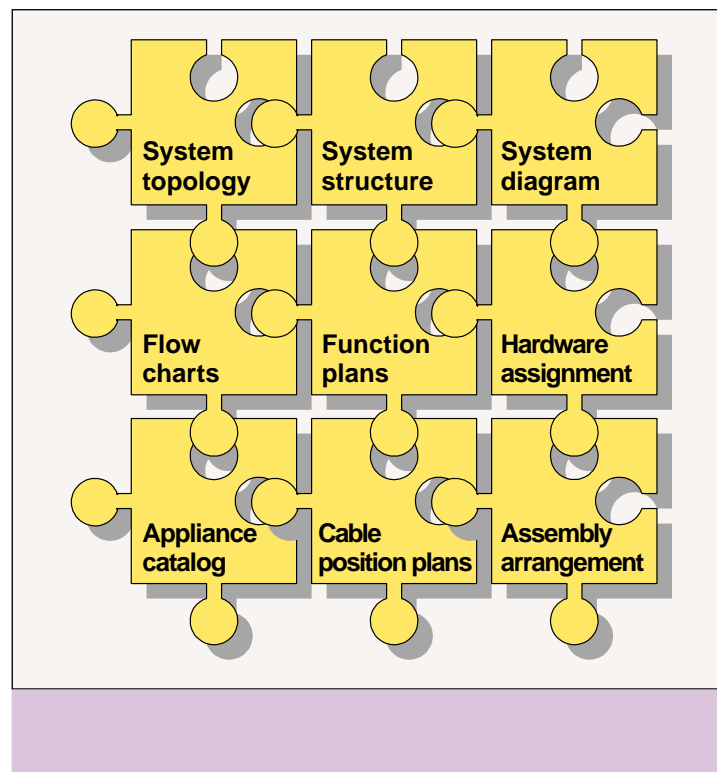 System
topology
System
structure
System
diagram
Flow
charts
Function
plans
Hardware
assignment
Appliance
catalog
Cable
position plans
Assembly
arrangement